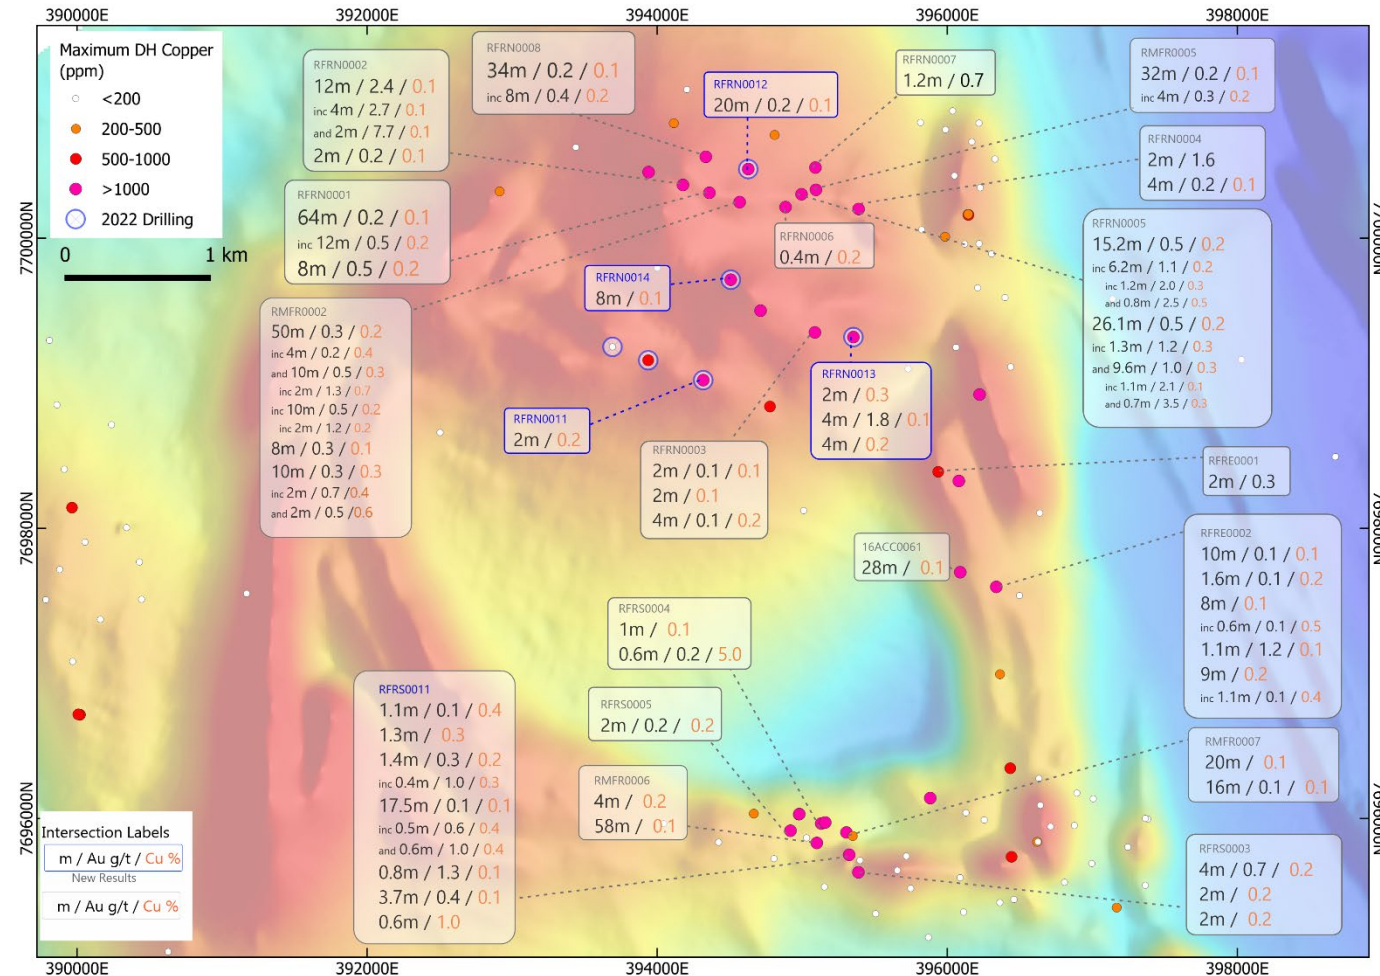 390000E
392000E
394000E
396000E
398000E
Maximum DH Copper
(ppm)
<200
200-500
500-1000
>1000
2022 Drilling
0
1 km
RFRN0002
12m / 2.4 / 0.1
inc 4m / 2.7 / 0.1
and 2m / 7.7 / 0.1
2m / 0.2 / 0.1
RFRN0008
34m / 0.2 / 0.1
inc 8m / 0.4 / 0.2
RFRN0012
20m / 0.2 / 0.1
RFRN0007
1.2m / 0.7
RMFR0005
32m / 0.2 / 0.1
inc 4m / 0.3 / 0.2
RFRN0004
2m / 1.6
4m / 0.2 / 0.1
RFRN0001
64m / 0.2 / 0.1
inc 12m / 0.5 / 0.2
8m / 0.5 / 0.2
RFRN0006
0.4m / 0.2
RFRN0005
15.2m / 0.5 / 0.2
inc 6.2m / 1.1 / 0.2
inc 1.2m / 2.0 / 0.3
and 0.8m / 2.5 / 0.5
26.1m / 0.5 / 0.2
inc 1.3m / 1.2 / 0.3
and 9.6m / 1.0 / 0.3
inc 1.1m / 2.1 / 0.1
and 0.7m / 3.5 / 0.3
7700000N
7700000N
RFRN0014
8m / 0.1
RMFR0002
50m / 0.3 / 0.2
inc 4m / 0.2 / 0.4
and 10m / 0.5 / 0.3
inc 2m / 1.3 / 0.7
inc 10m / 0.5 / 0.2
inc 2m / 1.2 / 0.2
8m / 0.3 / 0.1
10m / 0.3 / 0.3
inc 2m / 0.7 /0.4
and 2m / 0.5 /0.6
RFRN0013
2m / 0.3
4m / 1.8 / 0.1
4m / 0.2
RFRN0011
2m / 0.2
RFRN0003
2m / 0.1 / 0.1
2m / 0.1
4m / 0.1 / 0.2
RFRE0001
2m / 0.3
7698000N
7698000N
16ACC0061
28m / 0.1
RFRE0002
10m / 0.1 / 0.1
1.6m / 0.1 / 0.2
8m / 0.1
inc 0.6m / 0.1 / 0.5
1.1m / 1.2 / 0.1
9m / 0.2
inc 1.1m / 0.1 / 0.4
RFRS0004
1m / 0.1
0.6m / 0.2 / 5.0
RFRS0011
1.1m / 0.1 / 0.4
1.3m / 0.3
1.4m / 0.3 / 0.2
inc 0.4m / 1.0 / 0.3
17.5m / 0.1 / 0.1
inc 0.5m / 0.6 / 0.4
and 0.6m / 1.0 / 0.4
0.8m / 1.3 / 0.1
3.7m / 0.4 / 0.1
0.6m / 1.0
RFRS0005
2m / 0.2 / 0.2
RMFR0007
20m / 0.1
16m / 0.1 / 0.1
RMFR0006
4m / 0.2
58m / 0.1
7696000N
7696000N
RFRS0003
4m / 0.7 / 0.2
2m / 0.2
2m / 0.2
Intersection Labels
m / Au g/t / Cu %
New Results
m / Au g/t / Cu %
390000E
392000E
394000E
396000E
398000E